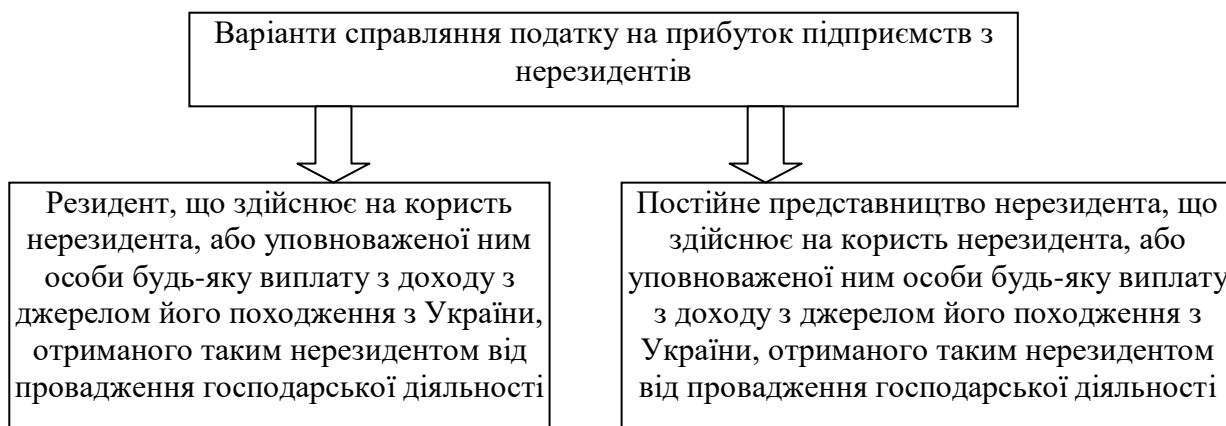 Варіанти справляння податку на прибуток підприємств з
нерезидентів
Резидент, що здійснює на користь
нерезидента, або уповноваженої ним
особи будь-яку виплату з доходу з
джерелом його походження з України,
отриманого таким нерезидентом від
провадження господарської діяльності
Постійне представництво нерезидента, що
здійснює на користь нерезидента, або
уповноваженої ним особи будь-яку виплату
з доходу з джерелом його походження з
України, отриманого таким нерезидентом
від провадження господарської діяльності